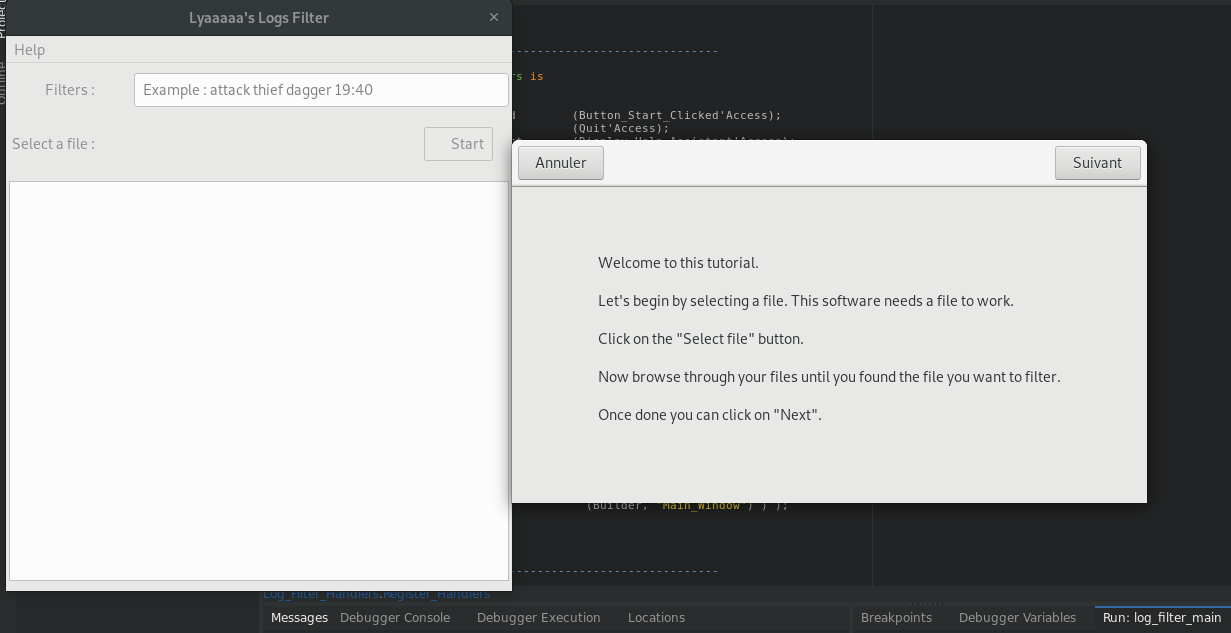 Lyaaaaa's Logs Filter
Help
Filters :
Example : attack thief dagger 19:40
Select a file :
Start
is
(Button_Start_Clicked'Access);
(Quit'Access);
(Display_Help_Assistant'Access);
Annuler
Suivant
Welcome to this tutorial.
Let's begin by selecting a file. This software needs a file to work.
Click on the "Select file" button.
Now browse through your files until you found the file you want to filter.
Once done you can click on "Next".
(Builder, "Main_Window") ) );
Log_Filter_Handlers.Register_Handlers
Messages
Debugger Console
Debugger Execution
Locations
Breakpoints
Debugger Variables
Run: log_filter_main